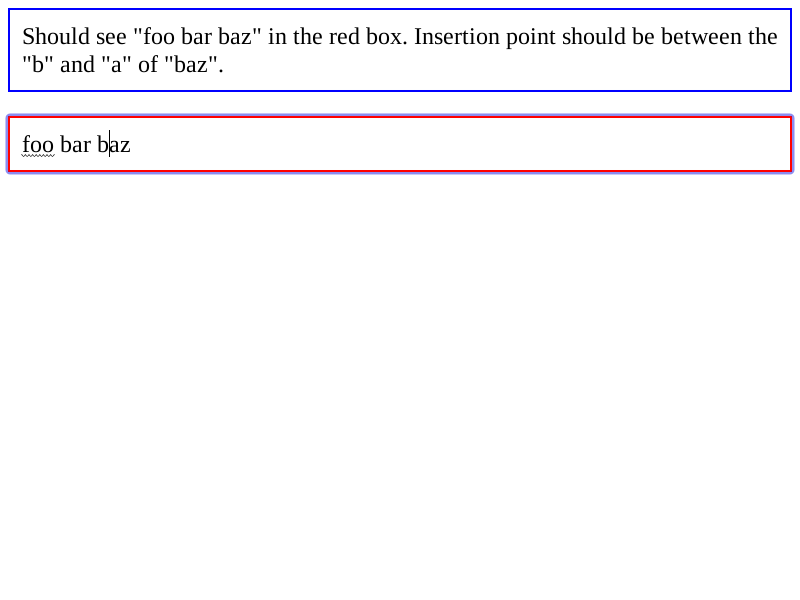 Should see "foo bar baz" in the red box. Insertion point should be between the
"b" and "a" of "baz".
foo bar baz